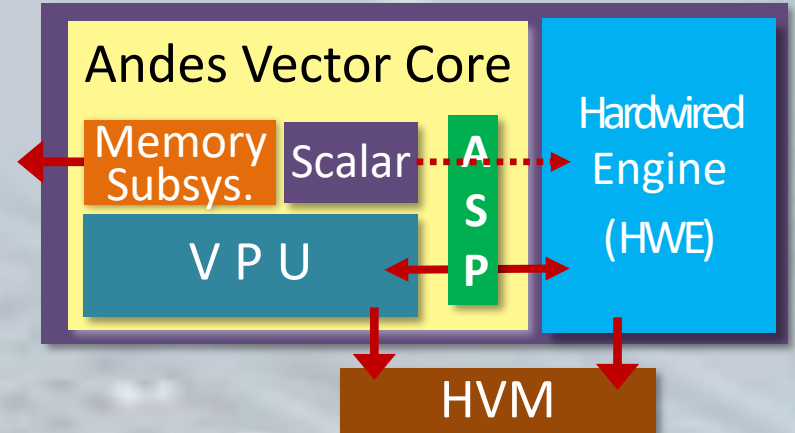 Andes Vector Core
Memory
Subsys.
Scalar
A
S
P
V P U
Hardwired
Engine
(HWE)
HVM